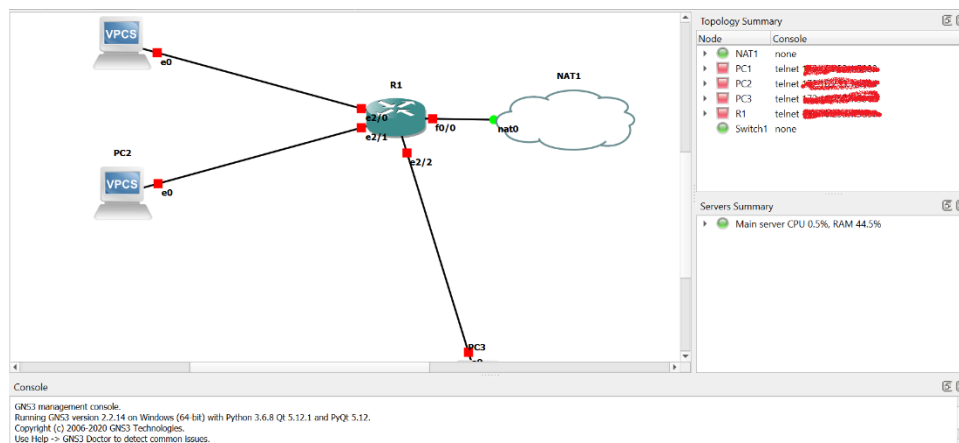 VPCS
e0
R1
NAT1
e2/0
e2/1
f0/0
nat0
e2/2
PC2
VPCS
e0
PC3
Topology Summary
Node Console
NAT1 none
PC1 telnet
PC2 telnet
PC3 telnet
R1 telnet
Switch1 none
Servers Summary
Main server CPU 0.5%, RAM 44.5%
Console
GNS3 management console.
Running GNS3 version 2.2.14 on Windows (64-bit) with Python 3.6.8 Qt 5.12.1 and PyQt 5.12.
Copyright (c) 2006-2020 GNS3 Technologies.
Use Help -> GNS3 Doctor to detect common issues.